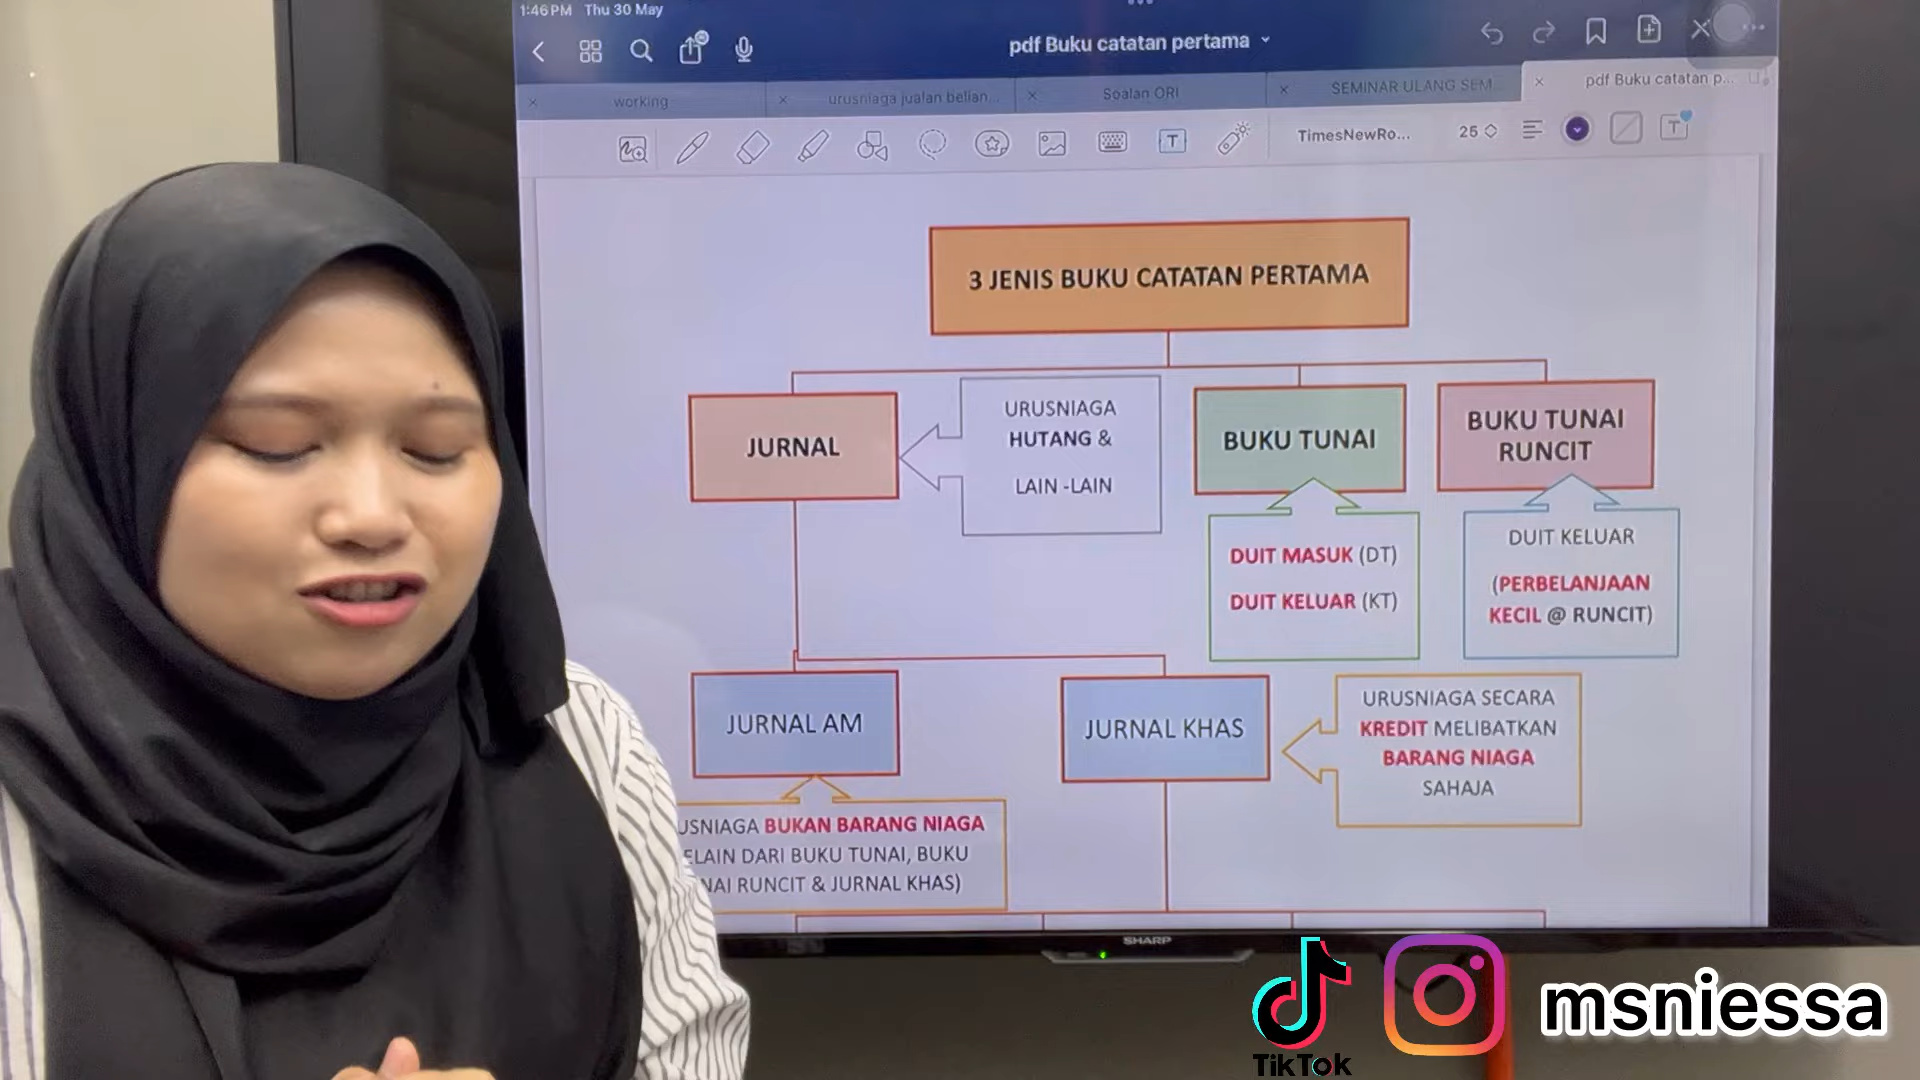 1:46 PM Thu 30 May
pdf Buku catatan pertama
working
urusniaga jualan belian...
Soalan ORI
SEMINAR ULANG SEM
pdf Buku catatan p...
TimesNewRo...
25
T
T
3 JENIS BUKU CATATAN PERTAMA
JURNAL
URUSNIAGA
HUTANG &
LAIN -LAIN
BUKU TUNAI
BUKU TUNAI
RUNCIT
DUIT MASUK (DT)
DUIT KELUAR (KT)
DUIT KELUAR
(PERBELANJAAN
KECIL @ RUNCIT)
JURNAL AM
JURNAL KHAS
URUSNIAGA SECARA
KREDIT MELIBATKAN
BARANG NIAGA
SAHAJA
USNIAGA BUKAN BARANG NIAGA
ELAIN DARI BUKU TUNAI, BUKU
NAI RUNCIT & JURNAL KHAS)
SHARP
TikTok
msniessa